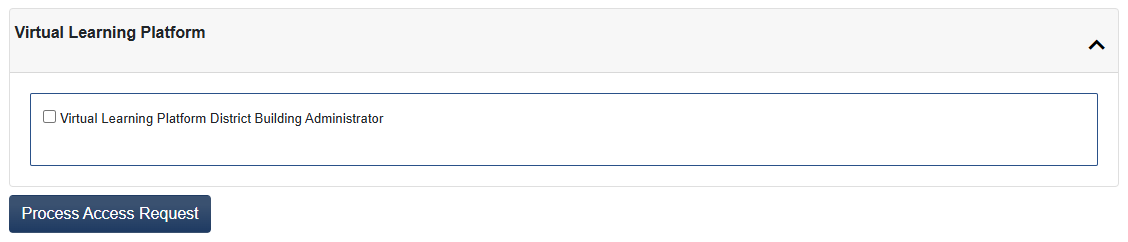 Virtual Learning Platform
Virtual Learning Platform District Building Administrator
Process Access Request